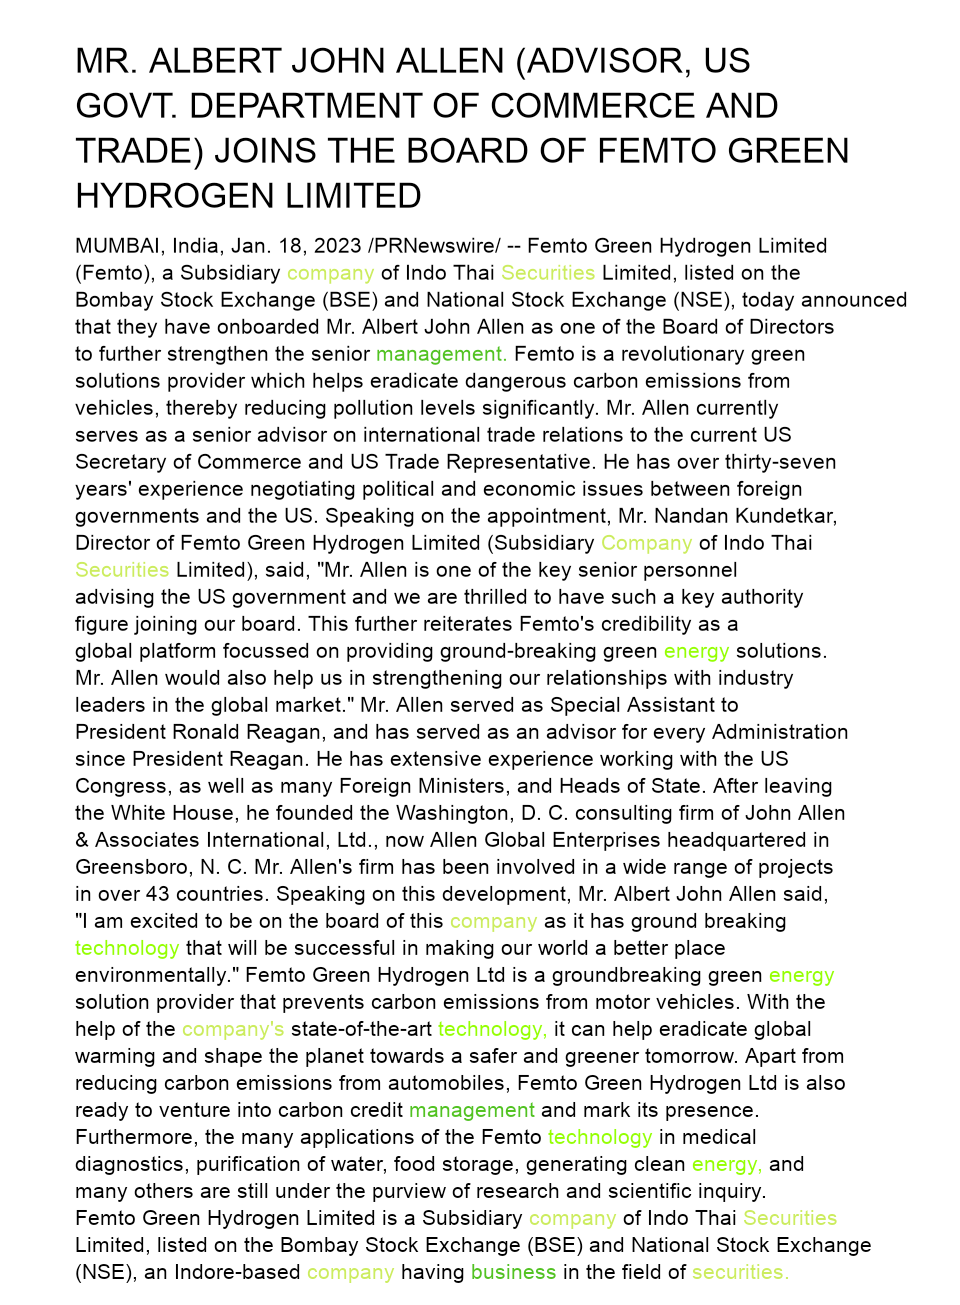 MR. ALBERT JOHN ALLEN (ADVISOR, US
GOVT. DEPARTMENT OF COMMERCE AND
TRADE) JOINS THE BOARD OF FEMTO GREEN
HYDROGEN LIMITED
MUMBAI, India, Jan. 18, 2023 /PRNewswire/ -- Femto Green Hydrogen Limited
(Femto), a Subsidiary company of Indo Thai Securities Limited, listed on the
Bombay Stock Exchange (BSE) and National Stock Exchange (NSE), today announced
that they have onboarded Mr. Albert John Allen as one of the Board of Directors
to further strengthen the senior management. Femto is a revolutionary green
solutions provider which helps eradicate dangerous carbon emissions from
vehicles, thereby reducing pollution levels significantly. Mr. Allen currently
serves as a senior advisor on international trade relations to the current US
Secretary of Commerce and US Trade Representative. He has over thirty-seven
years' experience negotiating political and economic issues between foreign
governments and the US. Speaking on the appointment, Mr. Nandan Kundetkar,
Director of Femto Green Hydrogen Limited (Subsidiary Company of Indo Thai
Securities Limited), said, "Mr. Allen is one of the key senior personnel
advising the US government and we are thrilled to have such a key authority
figure joining our board. This further reiterates Femto's credibility as a
global platform focussed on providing ground-breaking green energy solutions.
Mr. Allen would also help us in strengthening our relationships with industry
leaders in the global market." Mr. Allen served as Special Assistant to
President Ronald Reagan, and has served as an advisor for every Administration
since President Reagan. He has extensive experience working with the US
Congress, as well as many Foreign Ministers, and Heads of State. After leaving
the White House, he founded the Washington, D. C. consulting firm of John Allen
& Associates International, Ltd., now Allen Global Enterprises headquartered in
Greensboro, N. C. Mr. Allen's firm has been involved in a wide range of projects
in over 43 countries. Speaking on this development, Mr. Albert John Allen said,
"I am excited to be on the board of this company as it has ground breaking
technology that will be successful in making our world a better place
environmentally." Femto Green Hydrogen Ltd is a groundbreaking green energy
solution provider that prevents carbon emissions from motor vehicles. With the
help of the company's state-of-the-art technology, it can help eradicate global
warming and shape the planet towards a safer and greener tomorrow. Apart from
reducing carbon emissions from automobiles, Femto Green Hydrogen Ltd is also
ready to venture into carbon credit management and mark its presence.
Furthermore, the many applications of the Femto technology in medical
diagnostics, purification of water, food storage, generating clean energy, and
many others are still under the purview of research and scientific inquiry.
Femto Green Hydrogen Limited is a Subsidiary company of Indo Thai Securities
Limited, listed on the Bombay Stock Exchange (BSE) and National Stock Exchange
(NSE), an Indore-based company having business in the field of securities.